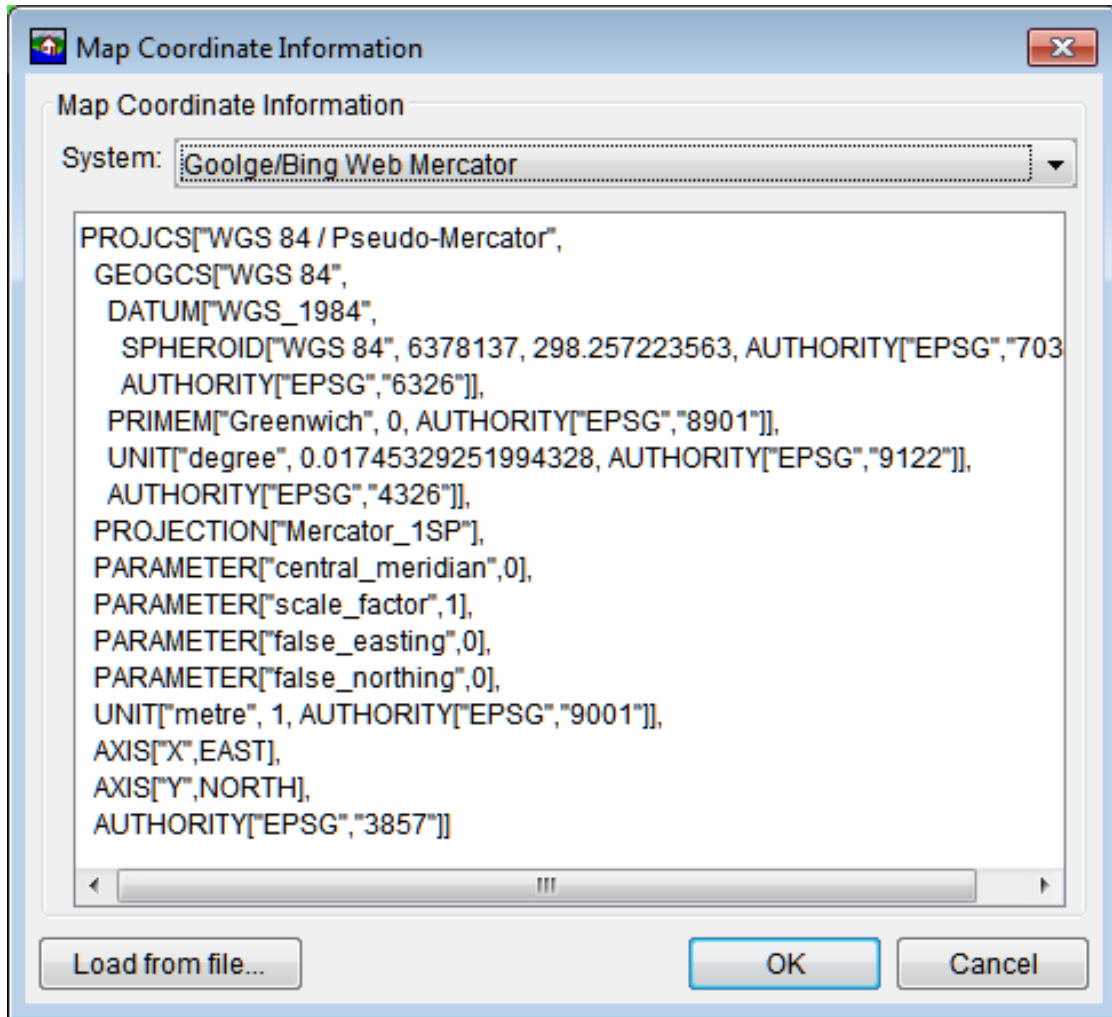 Map Coordinate Information
Map Coordinate Information
System: Goolge/Bing Web Mercator
PROJCS["WGS 84 / Pseudo-Mercator",
GEOGCS["WGS 84",
DATUM["WGS_1984",
SPHEROID["WGS 84", 6378137, 298.257223563, AUTHORITY["EPSG","703
AUTHORITY["EPSG","6326"]],
PRIMEM["Greenwich", 0, AUTHORITY["EPSG","8901"]],
UNIT["degree", 0.01745329251994328, AUTHORITY["EPSG","9122"]],
AUTHORITY["EPSG","4326"]],
PROJECTION["Mercator_1SP"],
PARAMETER["central_meridian",0],
PARAMETER["scale_factor",1],
PARAMETER["false_easting",0],
PARAMETER["false_northing",0],
UNIT["metre", 1, AUTHORITY["EPSG","9001"]],
AXIS["X",EAST],
AXIS["Y",NORTH],
AUTHORITY["EPSG","3857"]]
Load from file... OK Cancel